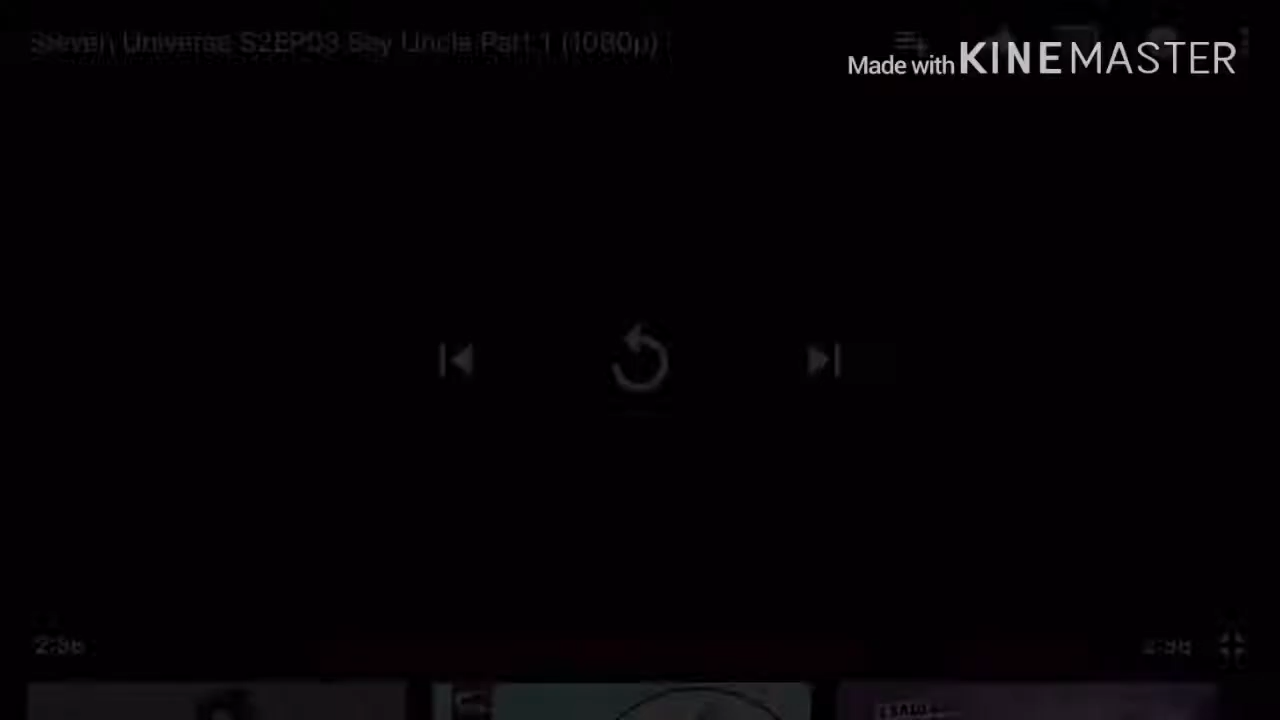 Steven Universe S2EP03 Say Uncle Part 1 (1080p)
Made with KINEMASTER
2:36
2:36